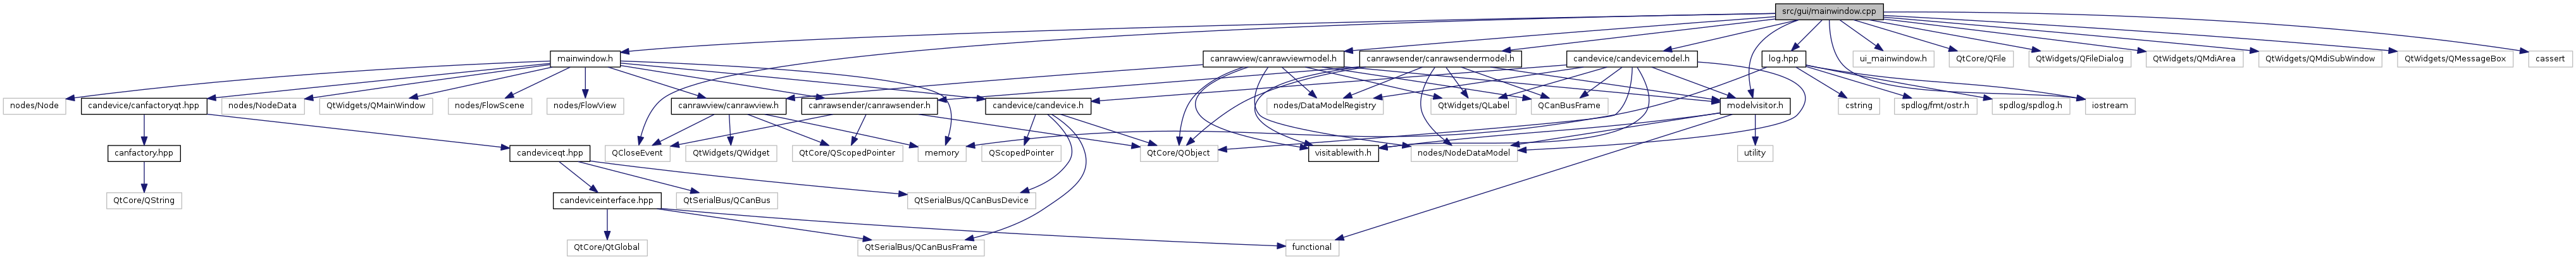 src/gui/mainwindow.cpp
mainwindow.h
canrawview/canrawviewmodel.h
canrawsender/canrawsendermodel.h
candevice/candevicemodel.h
log.hpp
ui_mainwindow.h
QtCore/QFile
QtWidgets/QFileDialog
QtWidgets/QMdiArea
QtWidgets/QMdiSubWindow
QtWidgets/QMessageBox
cassert
nodes/Node
candevice/canfactoryqt.hpp
nodes/NodeData
QtWidgets/QMainWindow
nodes/FlowScene
nodes/FlowView
canrawview/canrawview.h
canrawsender/canrawsender.h
candevice/candevice.h
nodes/DataModelRegistry
QtWidgets/QLabel
QCanBusFrame
modelvisitor.h
cstring
spdlog/fmt/ostr.h
spdlog/spdlog.h
iostream
canfactory.hpp
candeviceqt.hpp
QCloseEvent
QtWidgets/QWidget
QtCore/QScopedPointer
memory
QScopedPointer
QtCore/QObject
visitablewith.h
nodes/NodeDataModel
utility
QtCore/QString
candeviceinterface.hpp
QtSerialBus/QCanBus
QtSerialBus/QCanBusDevice
QtCore/QtGlobal
QtSerialBus/QCanBusFrame
functional